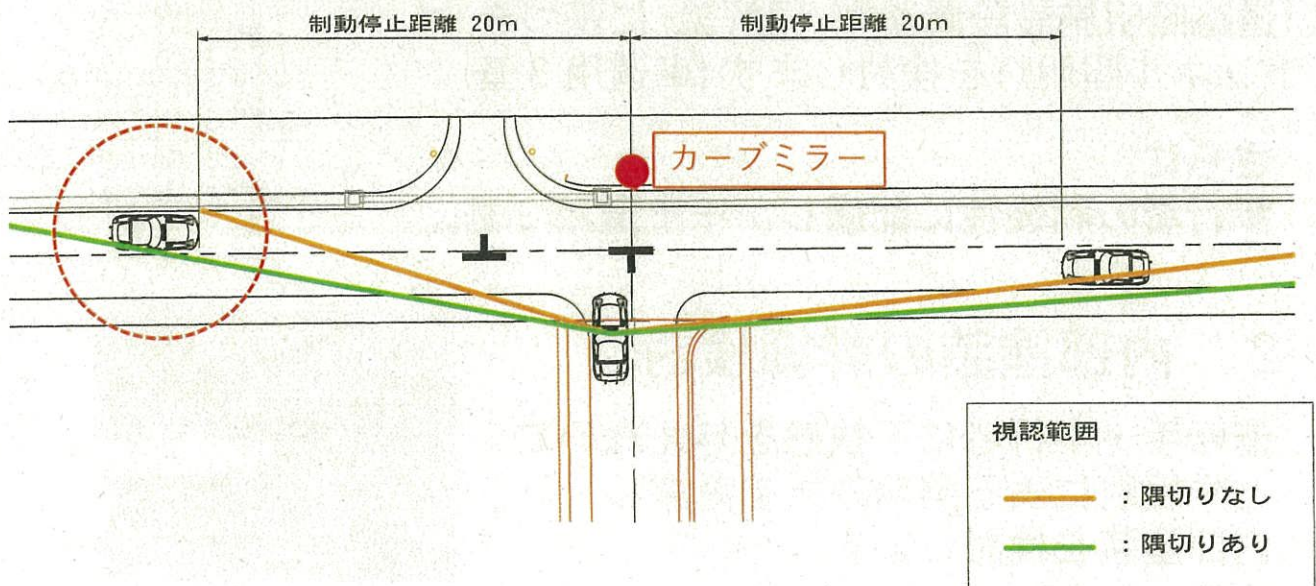 制動停止距離 20m
制動停止距離 20m
カーブミラー
視認範囲
：隅切りなし
：隅切りあり